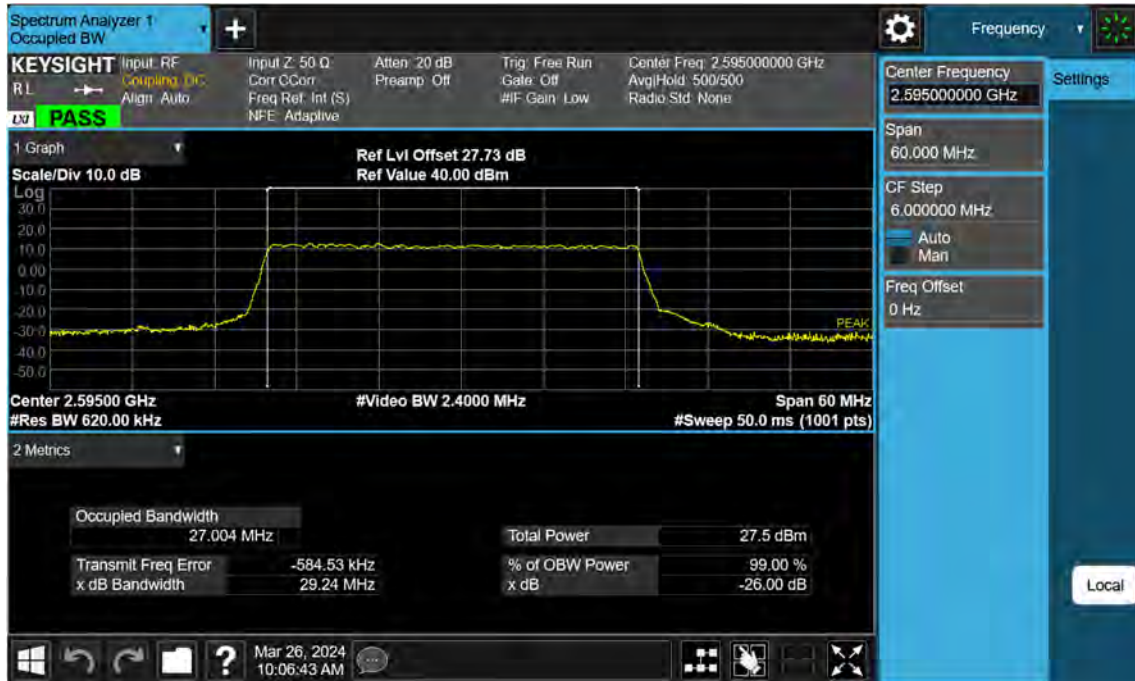 Spectrum Analyzer 1
Occupied BW
Frequency
KEYSIGHT
R L
LXI
PASS
Input: RF
Coupling: DC
Align: Auto
Input Z: 50 Ω
Corr CCorr
Freq Ref: Int (S)
NFE: Adaptive
Atten: 20 dB
Preamp: Off
Trig: Free Run
Gate: Off
#IF Gain: Low
Center Freq: 2.595000000 GHz
Avg|Hold: 500/500
Radio Std: None
Center Frequency
2.595000000 GHz
Settings
Span
60.000 MHz
CF Step
6.000000 MHz
Auto
Man
Freq Offset
0 Hz
1 Graph
Scale/Div 10.0 dB
Ref Lvl Offset 27.73 dB
Ref Value 40.00 dBm
Log
30.0
20.0
10.0
0.00
-10.0
-20.0
-30.0
-40.0
-50.0
PEAK
Center 2.59500 GHz
#Video BW 2.4000 MHz
Span 60 MHz
#Res BW 620.00 kHz
#Sweep 50.0 ms (1001 pts)
2 Metrics
Occupied Bandwidth
27.004 MHz
Total Power 27.5 dBm
Transmit Freq Error -584.53 kHz
% of OBW Power 99.00 %
x dB Bandwidth 29.24 MHz
x dB -26.00 dB
Local
?
Mar 26, 2024
10:06:43 AM